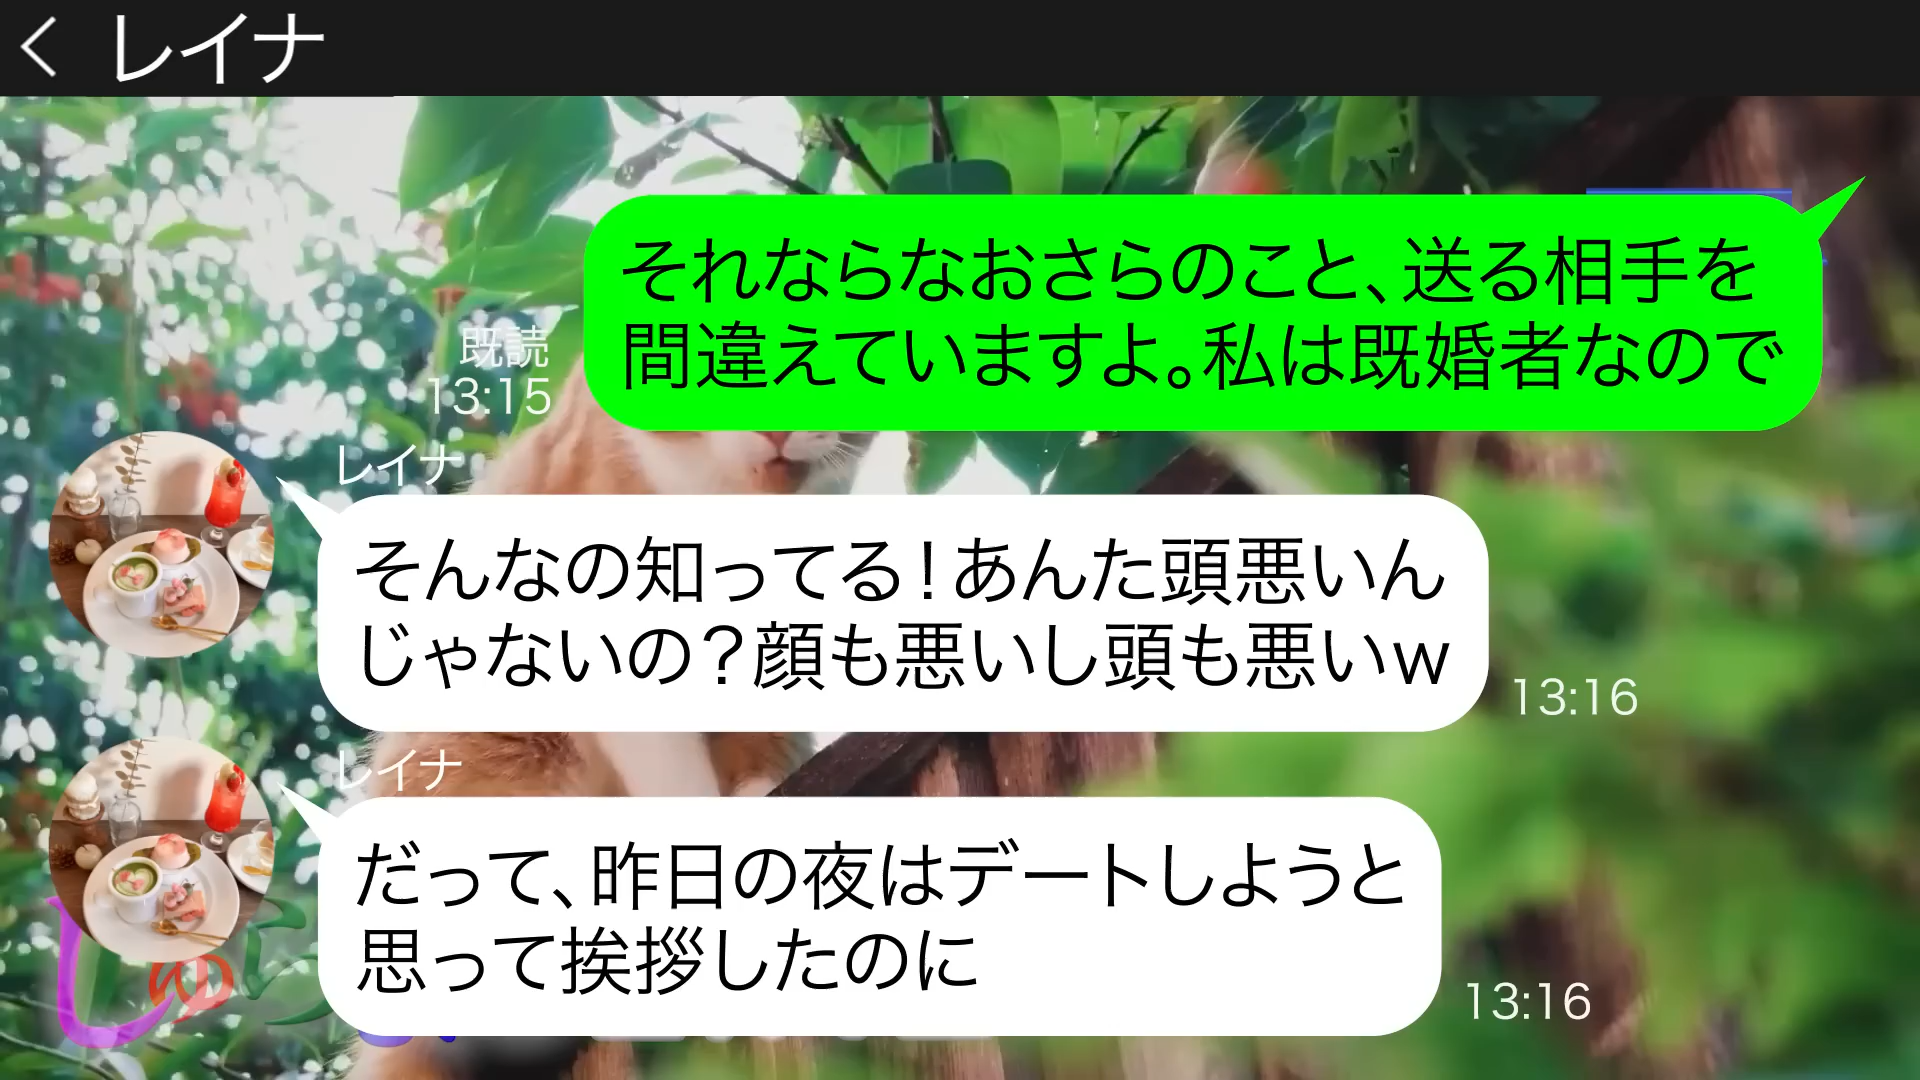 レイナ
それならなおさらのこと、送る相手を
間違えていますよ。私は既婚者なので
既読
13:15
レイナ
そんなの知ってる！あんた頭悪いん
じゃないの？顔も悪いし頭も悪いｗ
13:16
レイナ
だって、昨日の夜はデートしようと
思って挨拶したのに
13:16